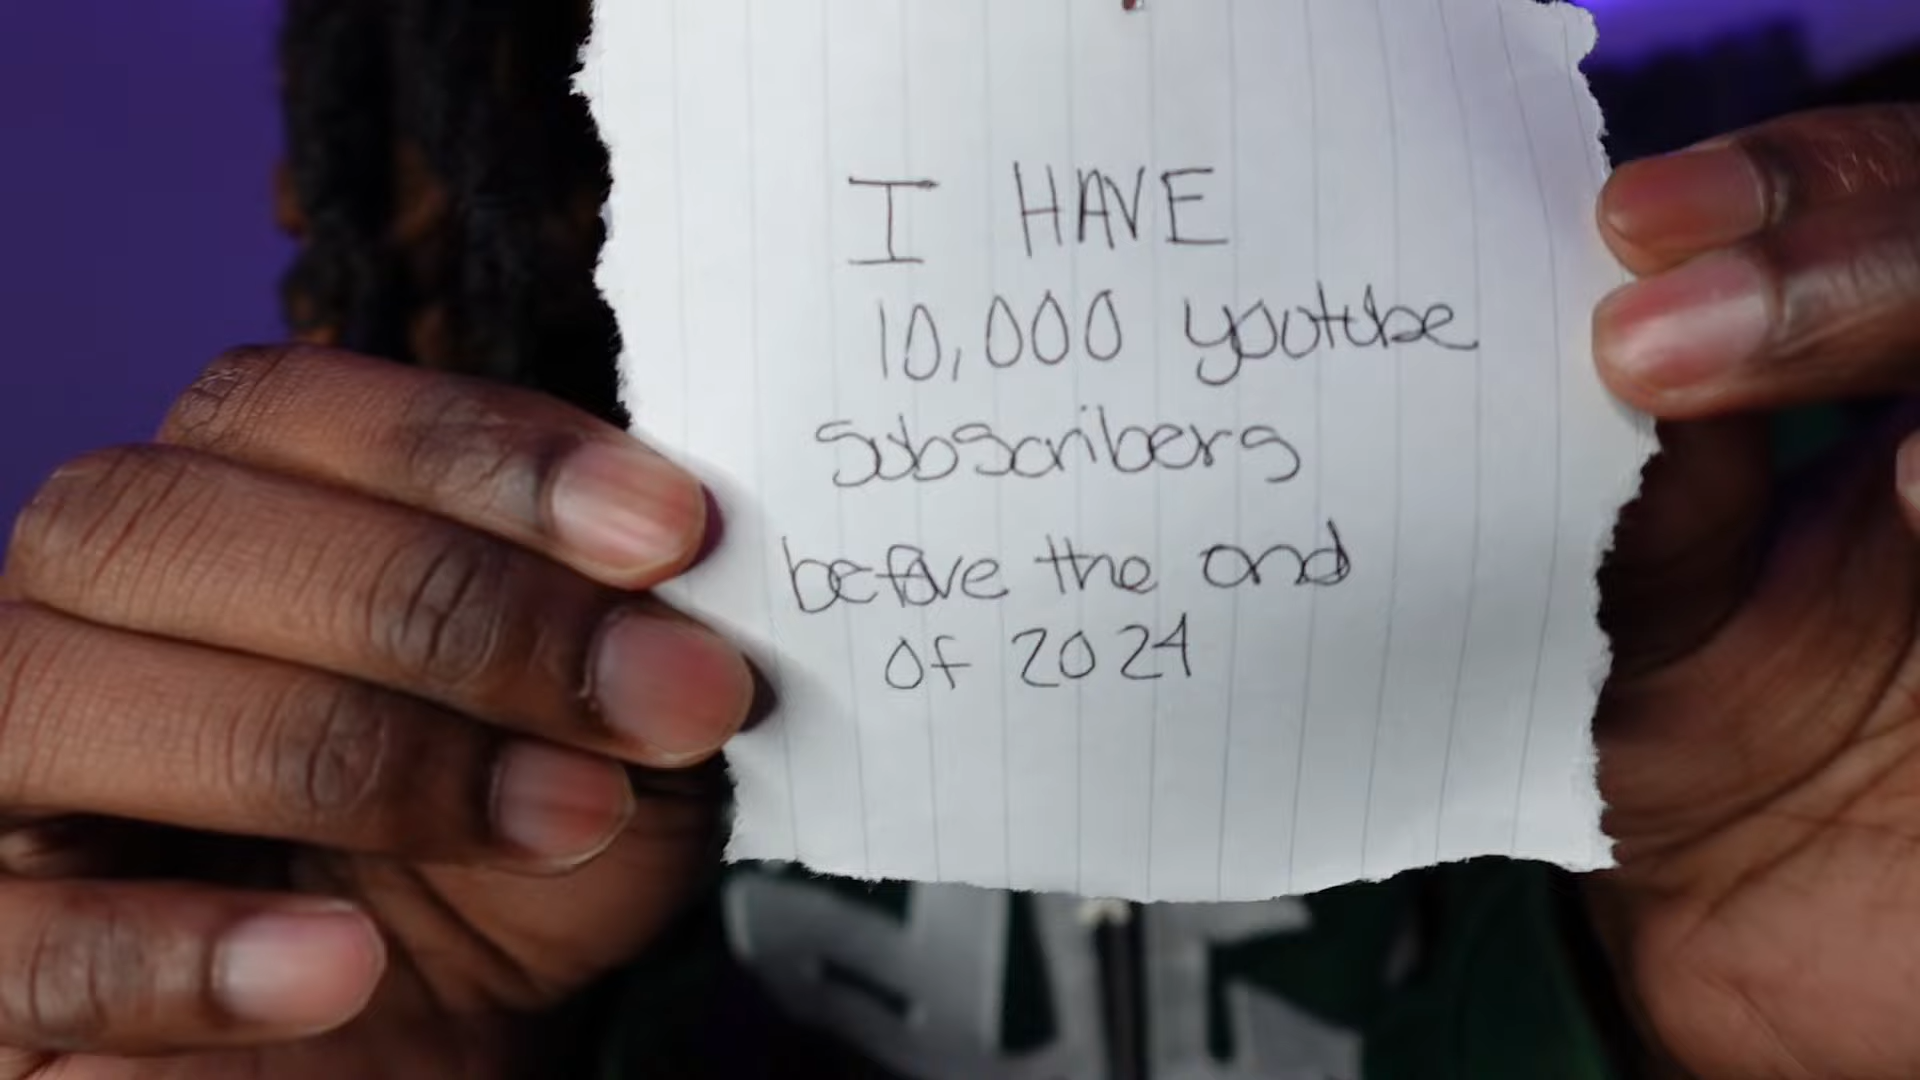 I HAVE
10,000 youtube
subscribers
before the end
of 2024